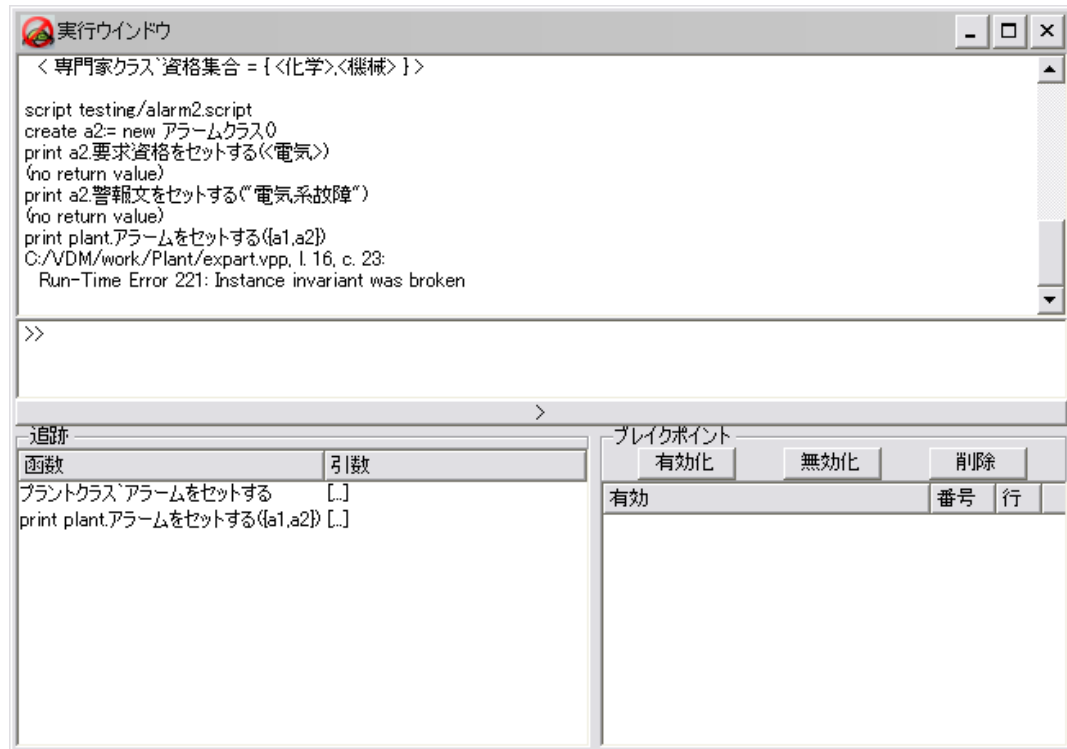 実行ウインドウ
< 専門家クラス`資格集合 = { <化学>,<機械> } >
script testing/alarm2.script
create a2:= new アラームクラス()
print a2.要求資格をセットする(<電気>)
(no return value)
print a2.警報文をセットする("電気系故障")
(no return value)
print plant.アラームをセットする({a1,a2})
C:/VDM/work/Plant/expart.vpp, l. 16, c. 23:
Run-Time Error 221: Instance invariant was broken
>>
>
追跡
函数 引数
プラントクラス`アラームをセットする [...]
print plant.アラームをセットする({a1,a2}) [...]
ブレイクポイント
有効化 無効化 削除
有効 番号 行